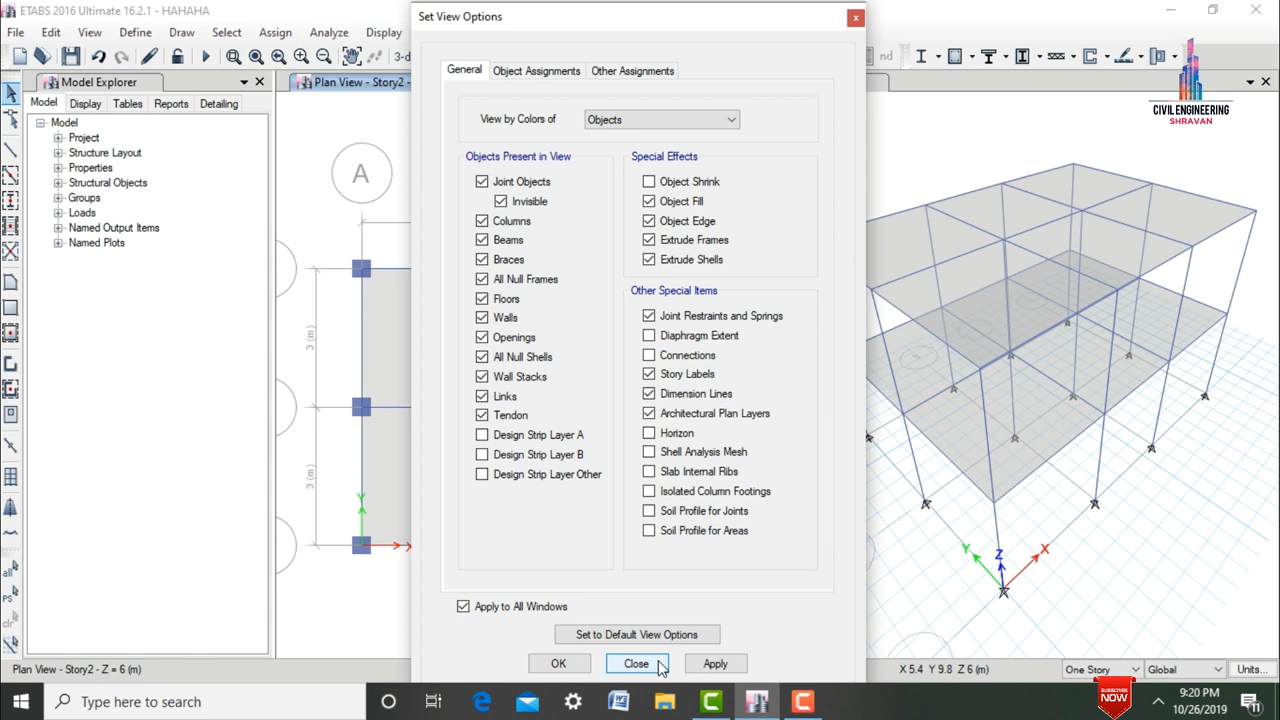 ETABS 2016 Ultimate 16.2.1 - HAHAHA
File Edit View Define Draw Select Assign Analyze Display
3-d
nd
Model Explorer
Plan View - Story2 -
Model Display Tables Reports Detailing
Model
Project
Structure Layout
Properties
Structural Objects
Groups
Loads
Named Output Items
Named Plots
A
3 (m)
3 (m)
Y
X
Set View Options
General Object Assignments Other Assignments
View by Colors of Objects
Objects Present in View
Joint Objects
Invisible
Columns
Beams
Braces
All Null Frames
Floors
Walls
Openings
All Null Shells
Wall Stacks
Links
Tendon
Design Strip Layer A
Design Strip Layer B
Design Strip Layer Other
Special Effects
Object Shrink
Object Fill
Object Edge
Extrude Frames
Extrude Shells
Other Special Items
Joint Restraints and Springs
Diaphragm Extent
Connections
Story Labels
Dimension Lines
Architectural Plan Layers
Horizon
Shell Analysis Mesh
Slab Internal Ribs
Isolated Column Footings
Soil Profile for Joints
Soil Profile for Areas
Apply to All Windows
Set to Default View Options
OK Close Apply
CIVIL ENGINEERING
SHRAVAN
Y Z X
all
PS
clr
Plan View - Story2 - Z = 6 (m)
X 5.4 Y 9.8 Z 6 (m) One Story Global Units...
Type here to search
SUBSCRIBE
NOW
9:20 PM
10/26/2019
11